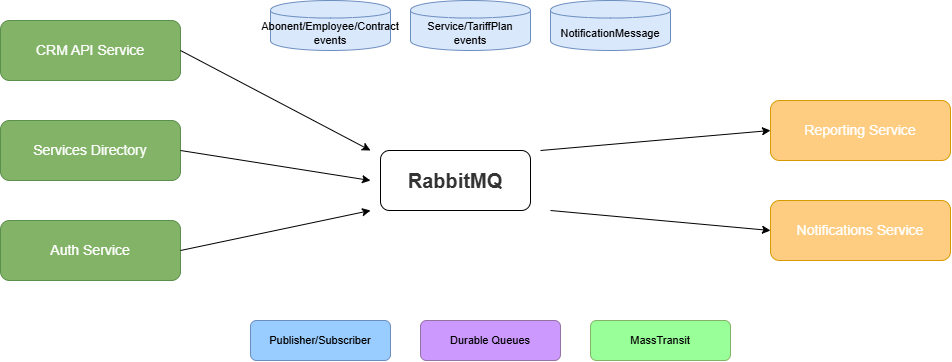 Abonent/Employee/Contract
events
Service/TariffPlan
events
NotificationMessage
CRM API Service
Services Directory
Auth Service
RabbitMQ
Reporting Service
Notifications Service
Publisher/Subscriber
Durable Queues
MassTransit